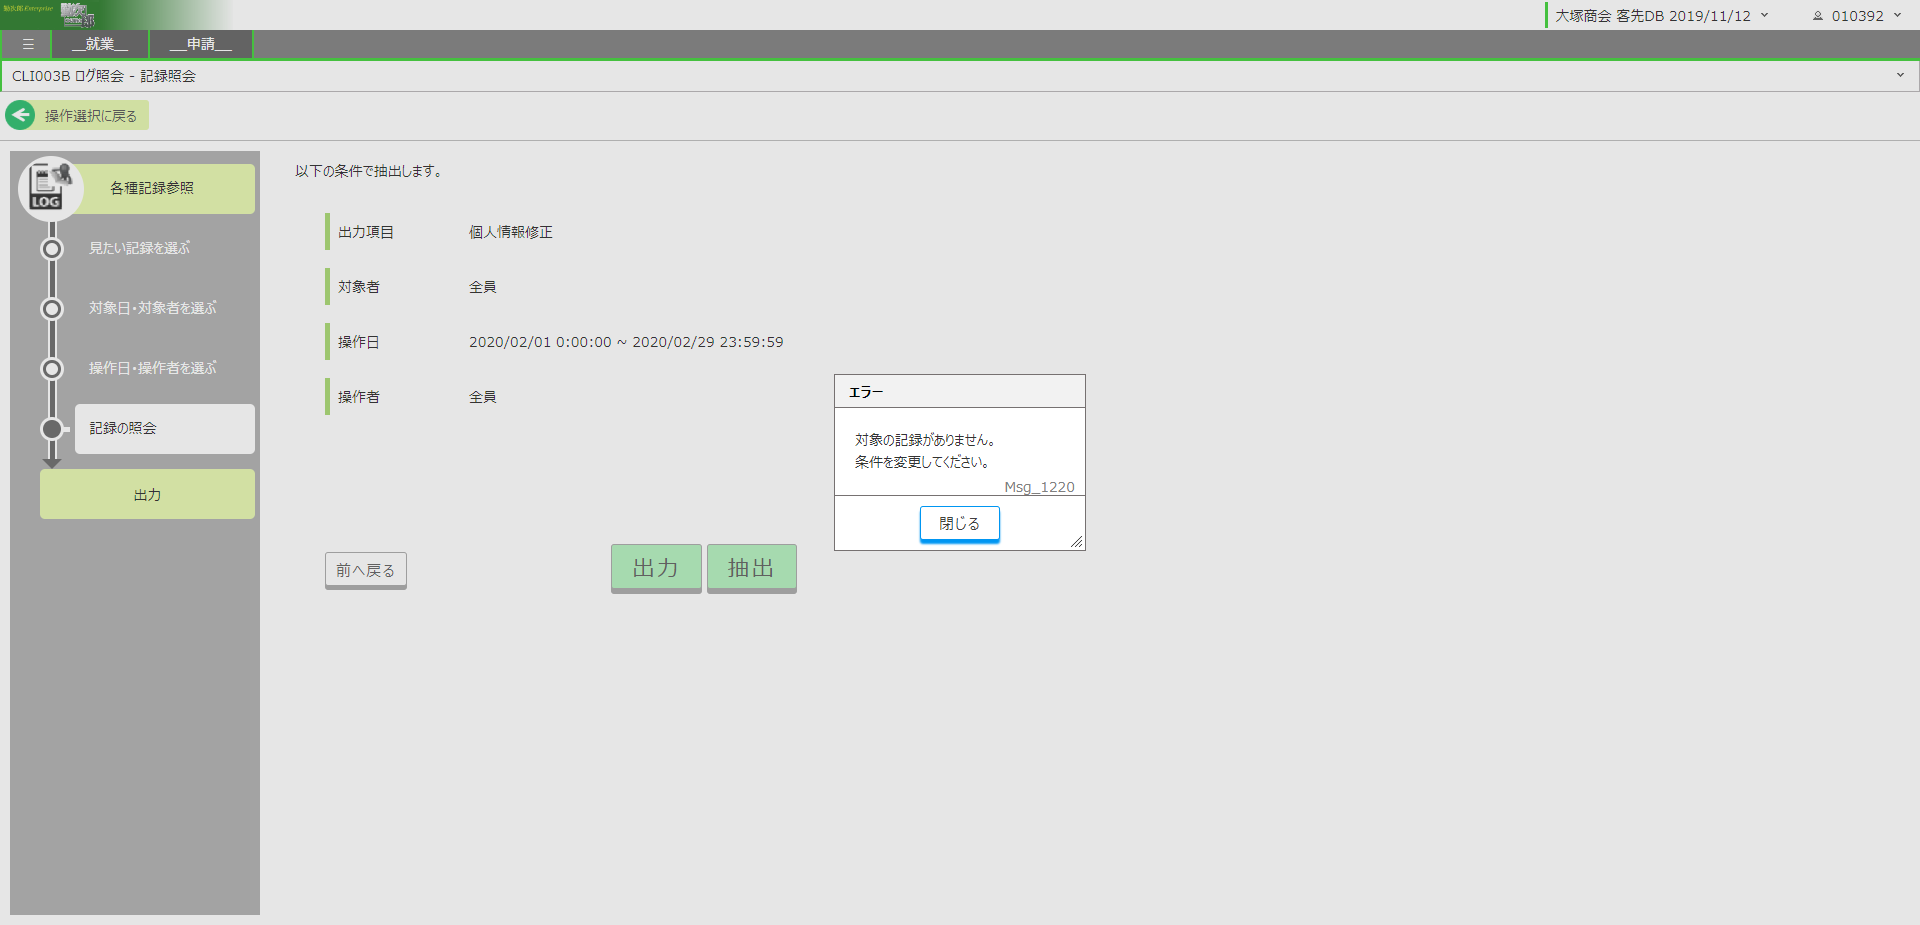 Enterprise
大塚商会 客先DB 2019/11/12
010392
__就業__
__申請__
CLI003B ログ照会 - 記録照会
操作選択に戻る
LOG
各種記録参照
見たい記録を選ぶ
対象日・対象者を選ぶ
操作日・操作者を選ぶ
記録の照会
出力
以下の条件で抽出します。
出力項目 個人情報修正
対象者 全員
操作日 2020/02/01 0:00:00 ~ 2020/02/29 23:59:59
操作者 全員
エラー
対象の記録がありません。
条件を変更してください。
Msg_1220
閉じる
前へ戻る
出力
抽出